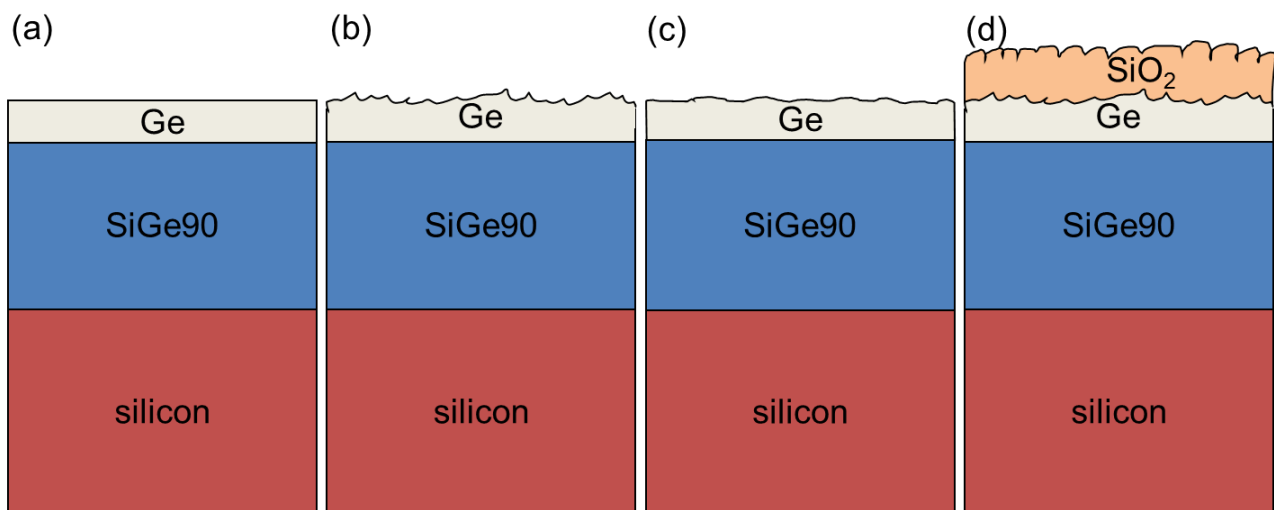 (a) (b) (c) (d)
SiO₂
Ge Ge Ge Ge
SiGe90 SiGe90 SiGe90 SiGe90
silicon silicon silicon silicon